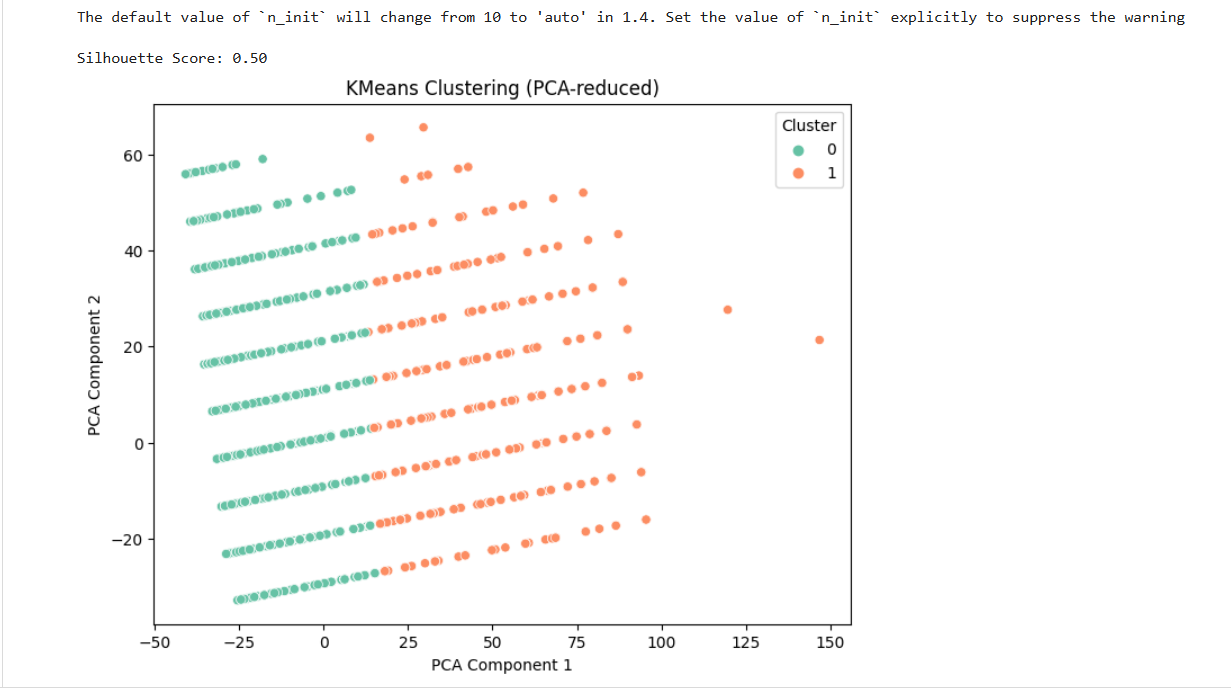 The default value of `n_init` will change from 10 to 'auto' in 1.4. Set the value of `n_init` explicitly to suppress the warning
Silhouette Score: 0.50
KMeans Clustering (PCA-reduced)
Cluster
0
1
60
40
20
0
−20
PCA Component 2
−50
−25
0
25
50
75
100
125
150
PCA Component 1